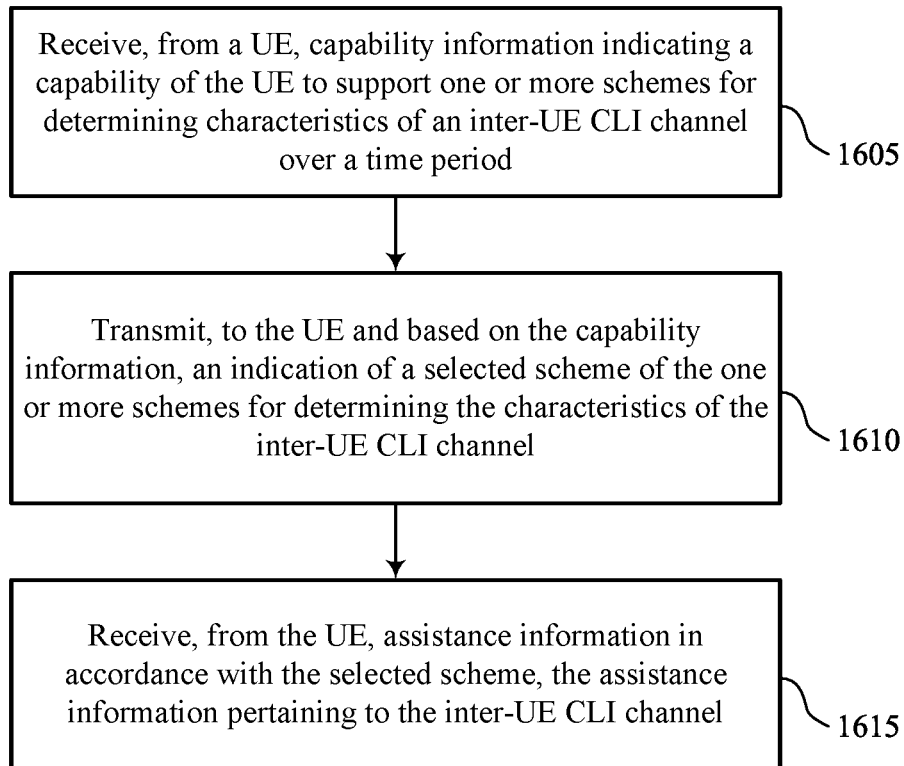 Receive, from a UE, capability information indicating a
capability of the UE to support one or more schemes for
determining characteristics of an inter-UE CLI channel
over a time period
1605
Transmit, to the UE and based on the capability
information, an indication of a selected scheme of the one
or more schemes for determining the characteristics of the
inter-UE CLI channel
1610
Receive, from the UE, assistance information in
accordance with the selected scheme, the assistance
information pertaining to the inter-UE CLI channel
1615